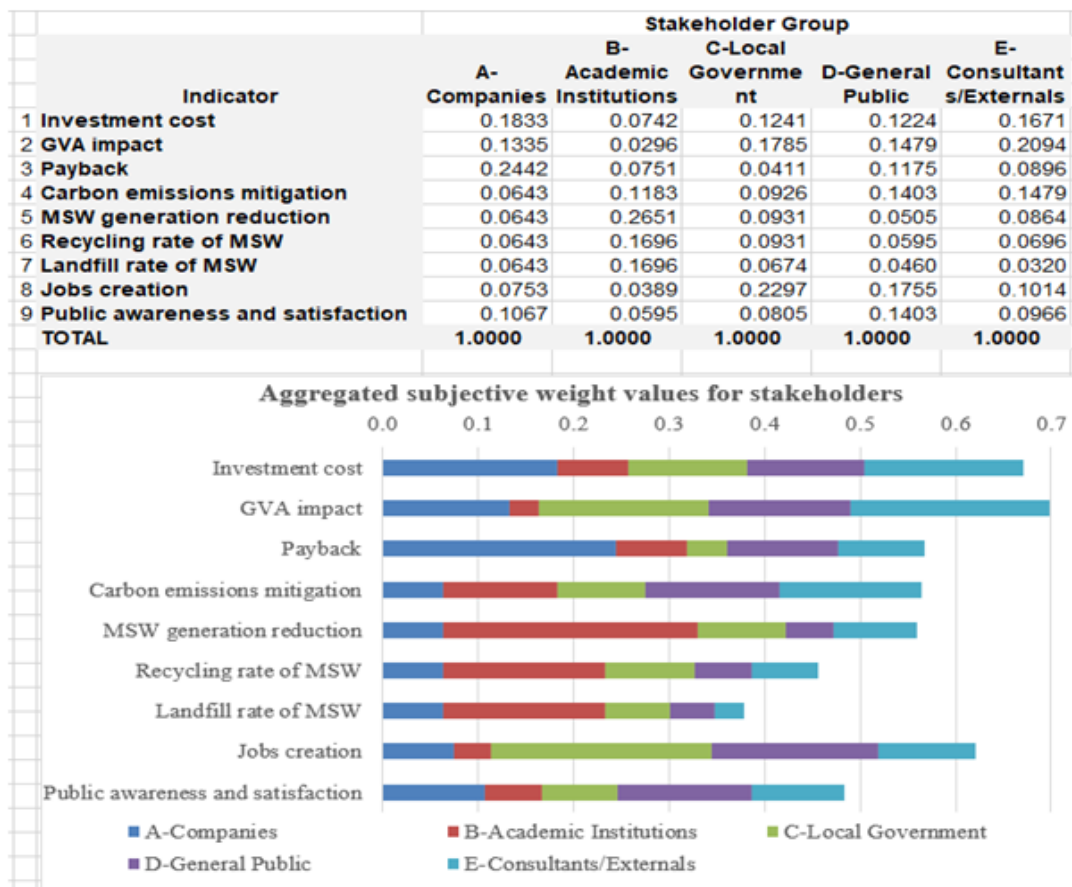 Stakeholder Group
Indicator A-Companies B-Academic Institutions C-Local Governme nt D-General Public E-Consultant s/Externals
1 Investment cost 0.1833 0.0742 0.1241 0.1224 0.1671
2 GVA impact 0.1335 0.0296 0.1785 0.1479 0.2094
3 Payback 0.2442 0.0751 0.0411 0.1175 0.0896
4 Carbon emissions mitigation 0.0643 0.1183 0.0926 0.1403 0.1479
5 MSW generation reduction 0.0643 0.2651 0.0931 0.0505 0.0864
6 Recycling rate of MSW 0.0643 0.1696 0.0931 0.0595 0.0696
7 Landfill rate of MSW 0.0643 0.1696 0.0674 0.0460 0.0320
8 Jobs creation 0.0753 0.0389 0.2297 0.1755 0.1014
9 Public awareness and satisfaction 0.1067 0.0595 0.0805 0.1403 0.0966
TOTAL 1.0000 1.0000 1.0000 1.0000 1.0000
Aggregated subjective weight values for stakeholders
0.0 0.1 0.2 0.3 0.4 0.5 0.6 0.7
Investment cost
GVA impact
Payback
Carbon emissions mitigation
MSW generation reduction
Recycling rate of MSW
Landfill rate of MSW
Jobs creation
Public awareness and satisfaction
A-Companies B-Academic Institutions C-Local Government
D-General Public E-Consultants/Externals